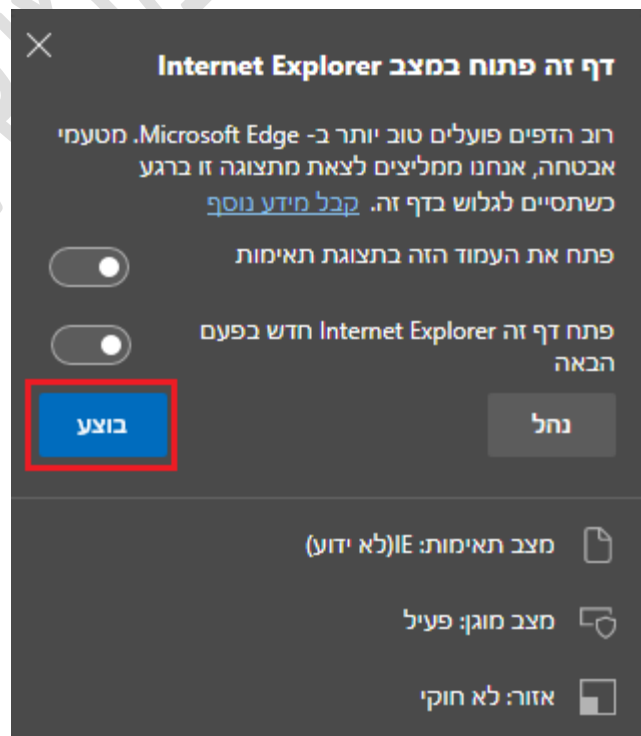 דף זה פתוח במצב Internet Explorer
רוב הדפים פועלים טוב יותר ב- Microsoft Edge. מטעמי
אבטחה, אנחנו ממליצים לצאת מתצוגה זו ברגע
כשתסיים לגלוש בדף זה. קבל מידע נוסף
פתח את העמוד הזה בתצוגת תאימות
פתח דף זה Internet Explorer חדש בפעם
הבאה
נהל
בוצע
מצב תאימות: IE(לא ידוע)
מצב מוגן: פעיל
אזור: לא חוקי